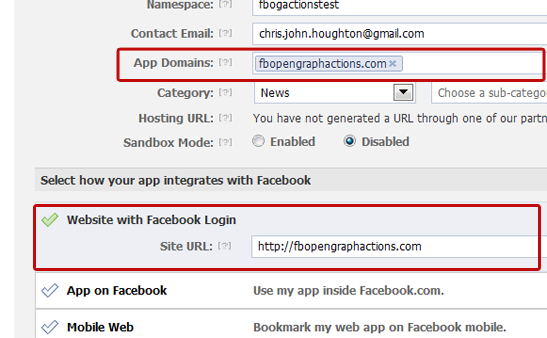 Namespace: [?] fbogactionstest
Contact Email: [?] chris.john.houghton@gmail.com
App Domains: [?] fbopengraphactions.com ×
Category: [?] News Choose a sub-categor
Hosting URL: [?] You have not generated a URL through one of our partn
Sandbox Mode: [?] Enabled Disabled
Select how your app integrates with Facebook
Website with Facebook Login
Site URL: [?] http://fbopengraphactions.com
App on Facebook Use my app inside Facebook.com.
Mobile Web Bookmark my web app on Facebook mobile.